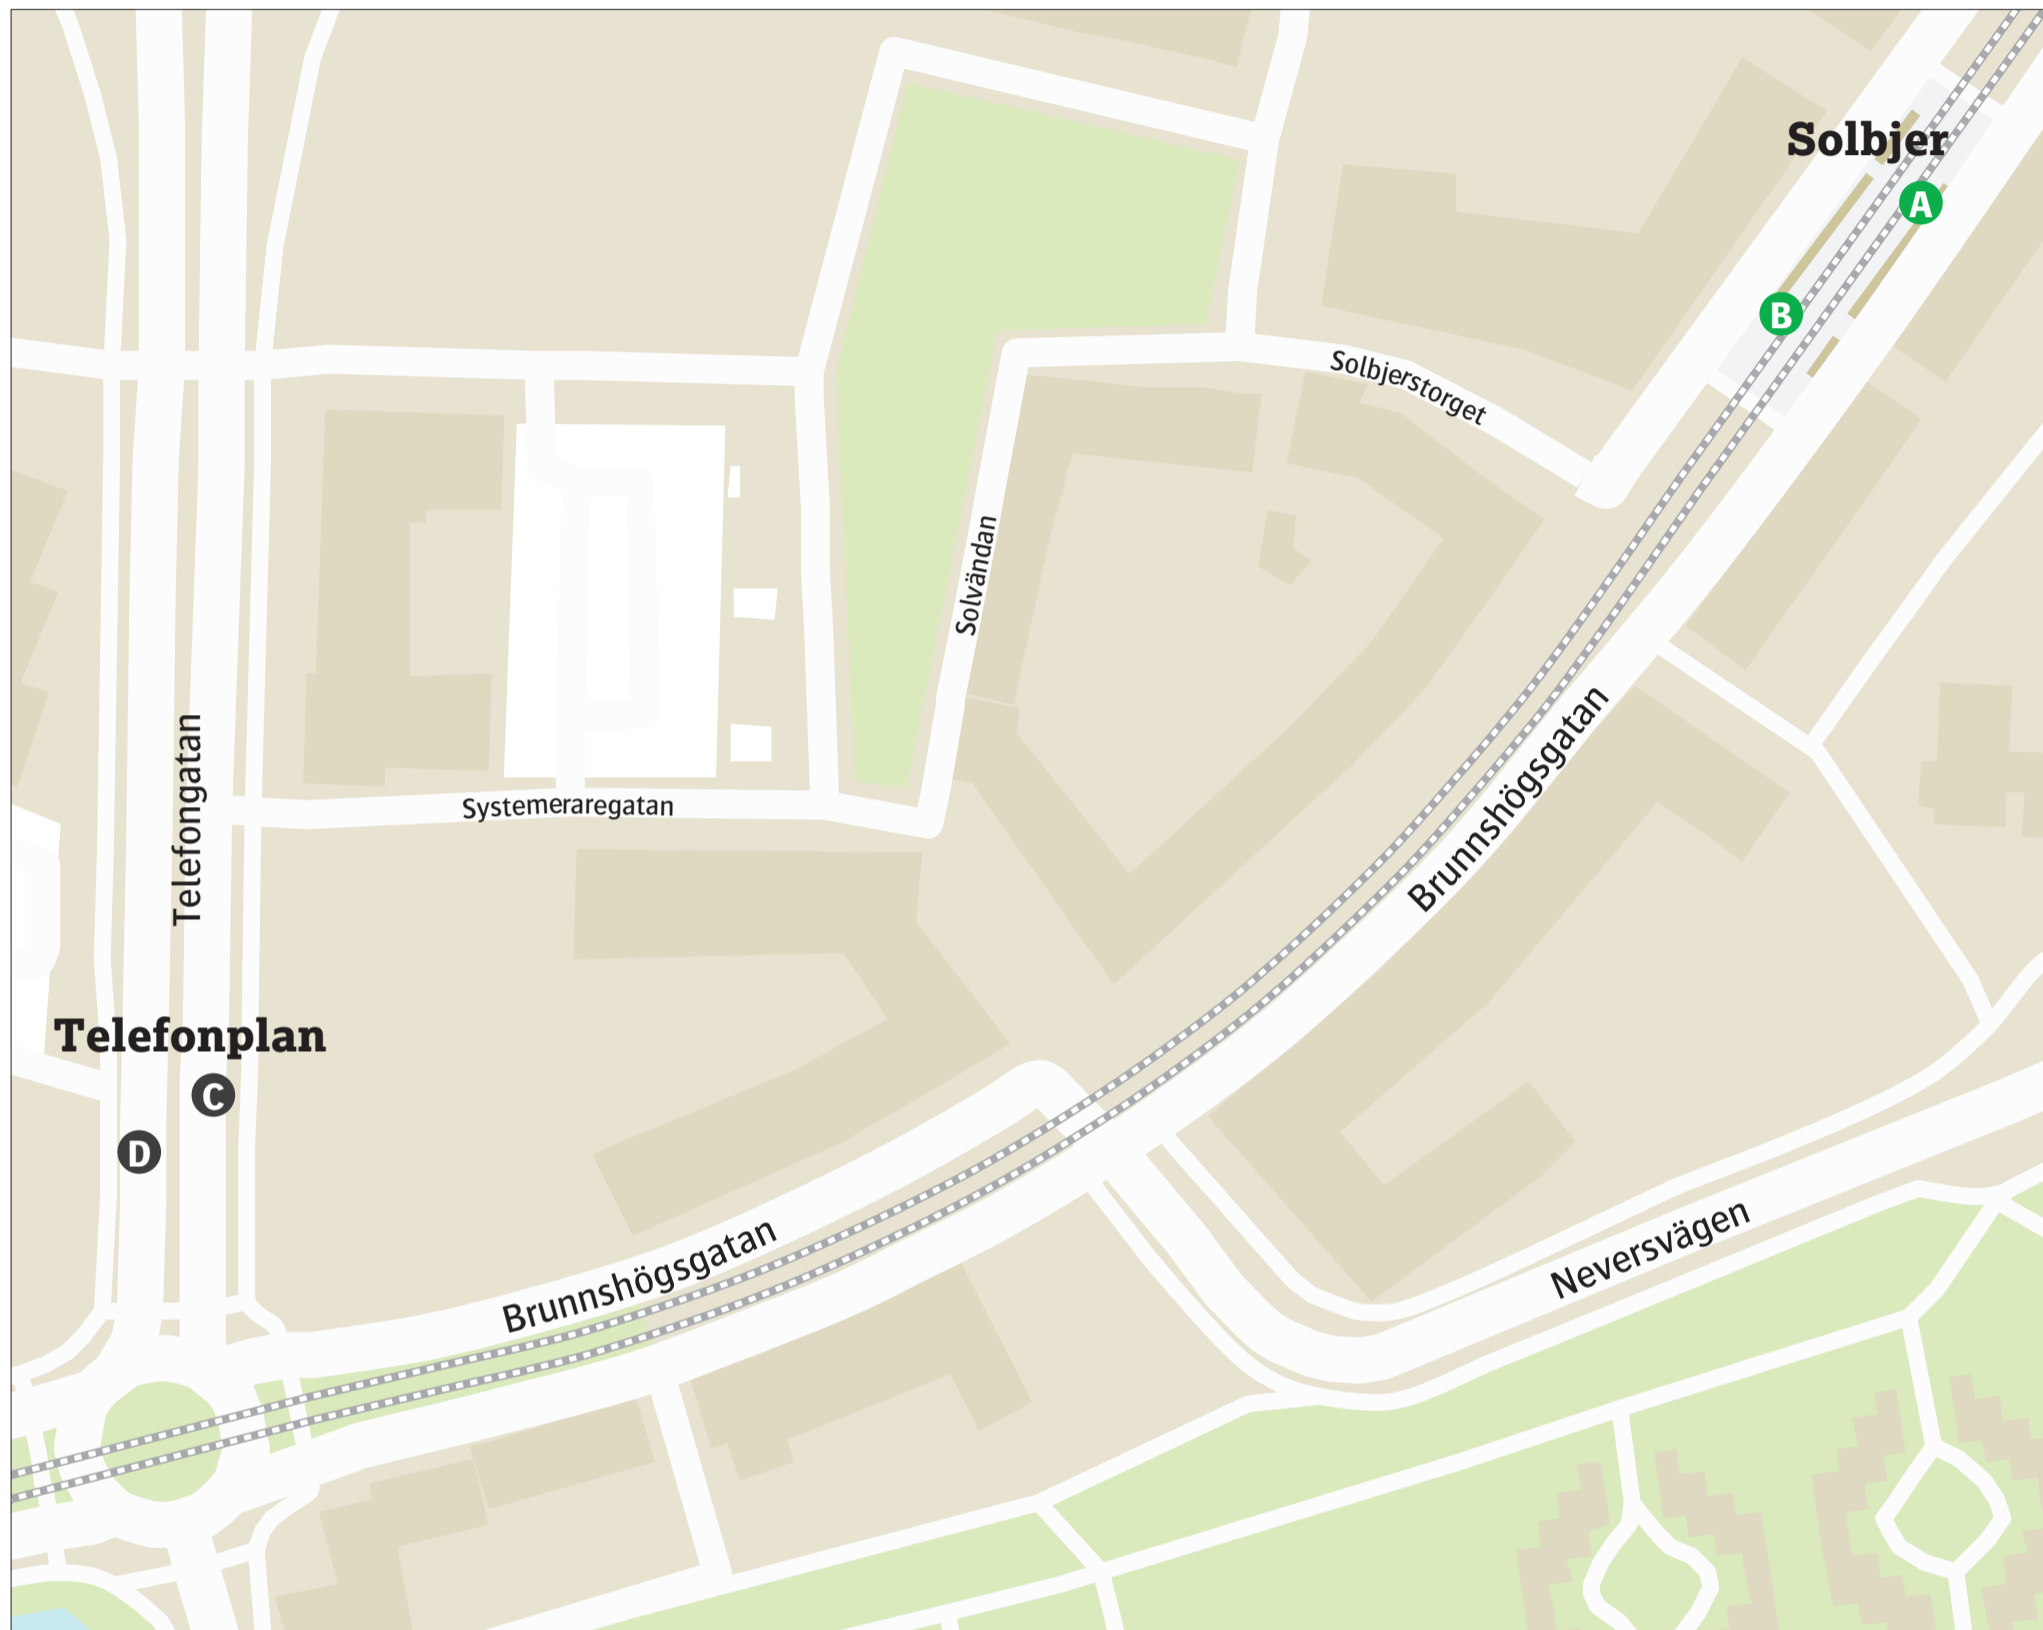 Solbjer
A
B
Solbjerstorget
Solvändan
Brunnshögsgatan
Telefongatan
Systemeraregatan
Telefonplan
C
D
Brunnshögsgatan
Neversvägen